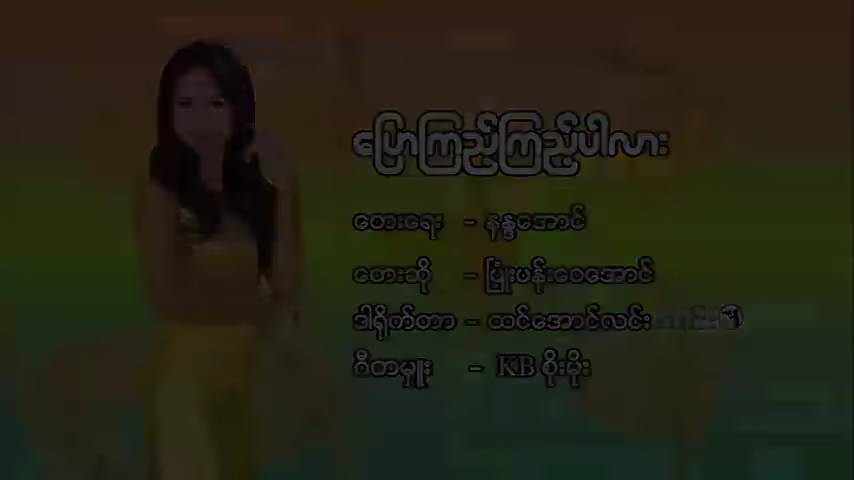 ပြောကြည့်ကြည့်ပါလား
တေးရေး - နန္ဒအောင်
တေးဆို - ပြုံးပန်းဝေအောင်
ဒါရိုက်တာ - ထင်အောင်လင်း
ဂီတမှူး - KB စိုးမိုး